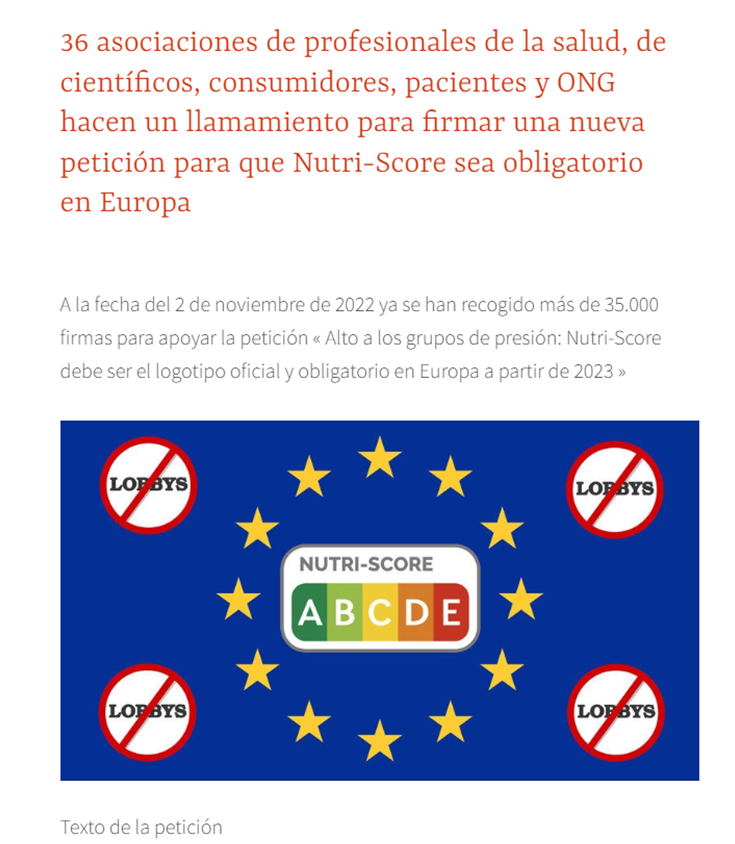 36 asociaciones de profesionales de la salud, de
científicos, consumidores, pacientes y ONG
hacen un llamamiento para firmar una nueva
petición para que Nutri-Score sea obligatorio
en Europa
A la fecha del 2 de noviembre de 2022 ya se han recogido más de 35.000
firmas para apoyar la petición « Alto a los grupos de presión: Nutri-Score
debe ser el logotipo oficial y obligatorio en Europa a partir de 2023 »
LOBBYS
LOBBYS
NUTRI-SCORE
A B C D E
LOBBYS
LOBBYS
Texto de la petición